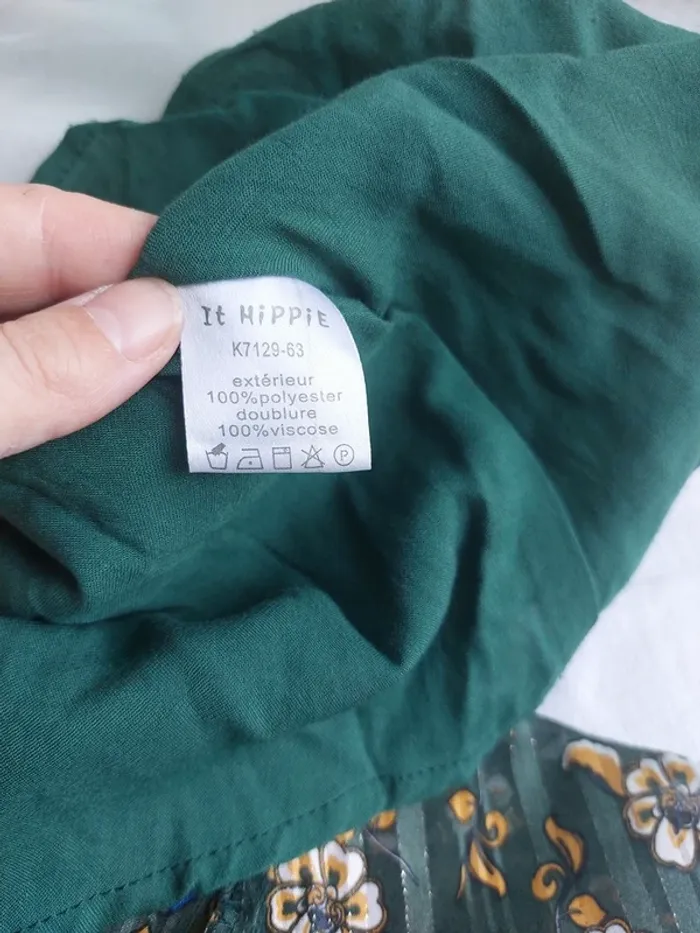 It HiPPiE
K7129-63
extérieur
100%polyester
doublure
100%viscose
P